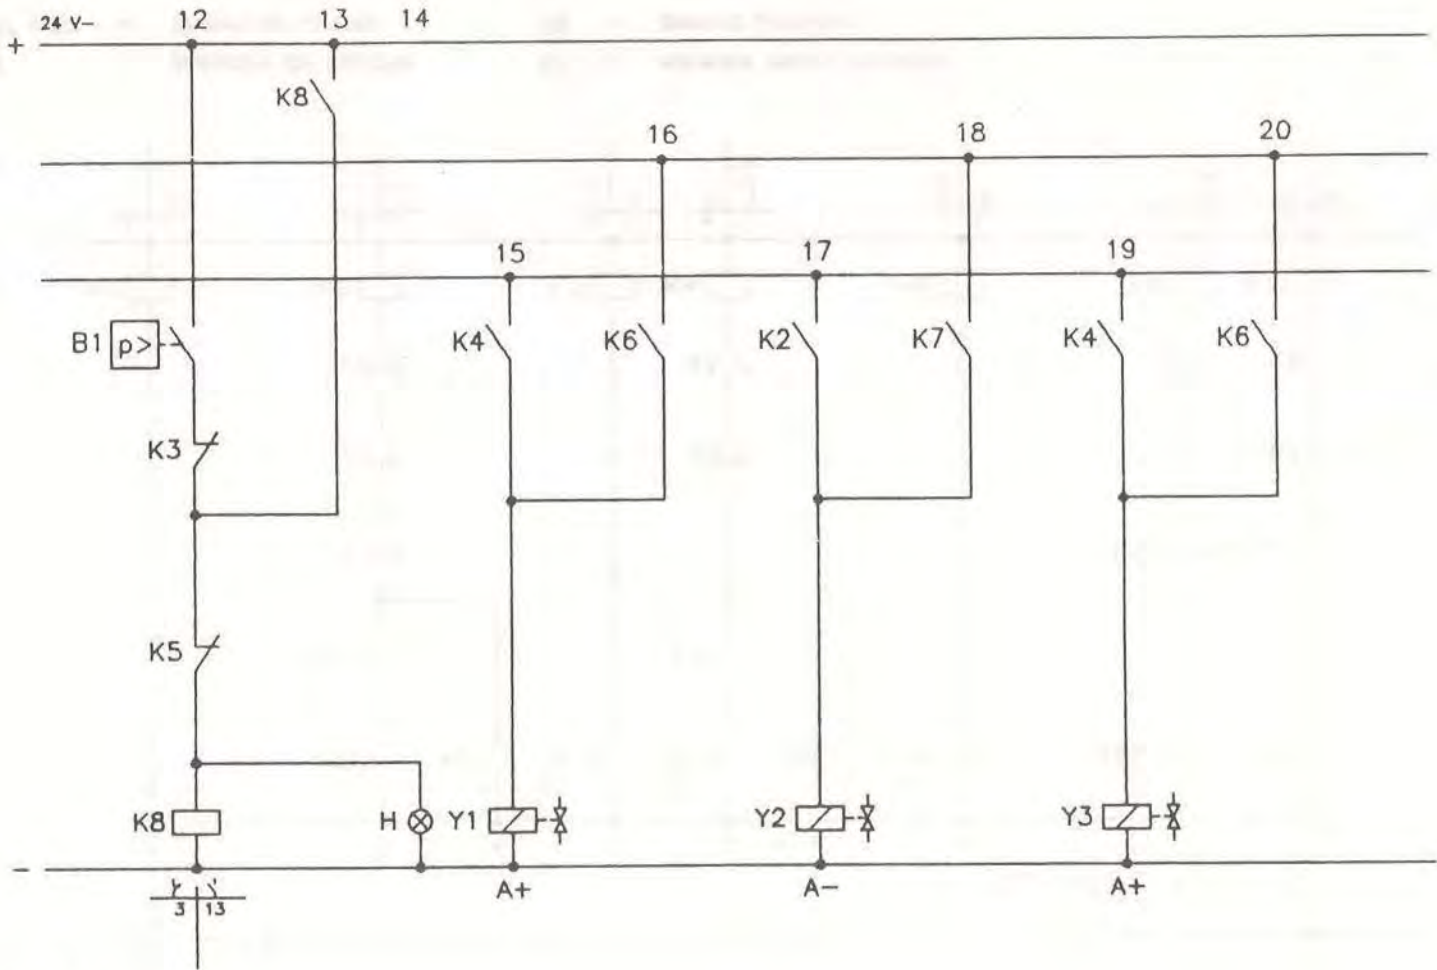 24 V-
12 13 14
+
K8
16 18 20
15 17 19
B1 p> K4 K6 K2 K7 K4 K6
K3
K5
K8 H Y1 Y2 Y3
-
A+ A- A+
3 13